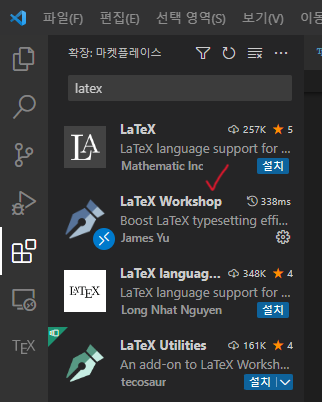 파일(F) 편집(E) 선택 영역(S) 보기(V) 이동
확장: 마켓플레이스
latex
LaTeX 257K 5
LaTeX language support for ...
Mathematic Inc 설치
LaTeX Workshop 338ms
Boost LaTeX typesetting effi...
James Yu
LaTeX languag... 348K 4
LaTeX language support for ...
Long Nhat Nguyen 설치
LaTeX Utilities 161K 4
An add-on to LaTeX Worksh...
tecosaur 설치
LA
LATEX
TEX